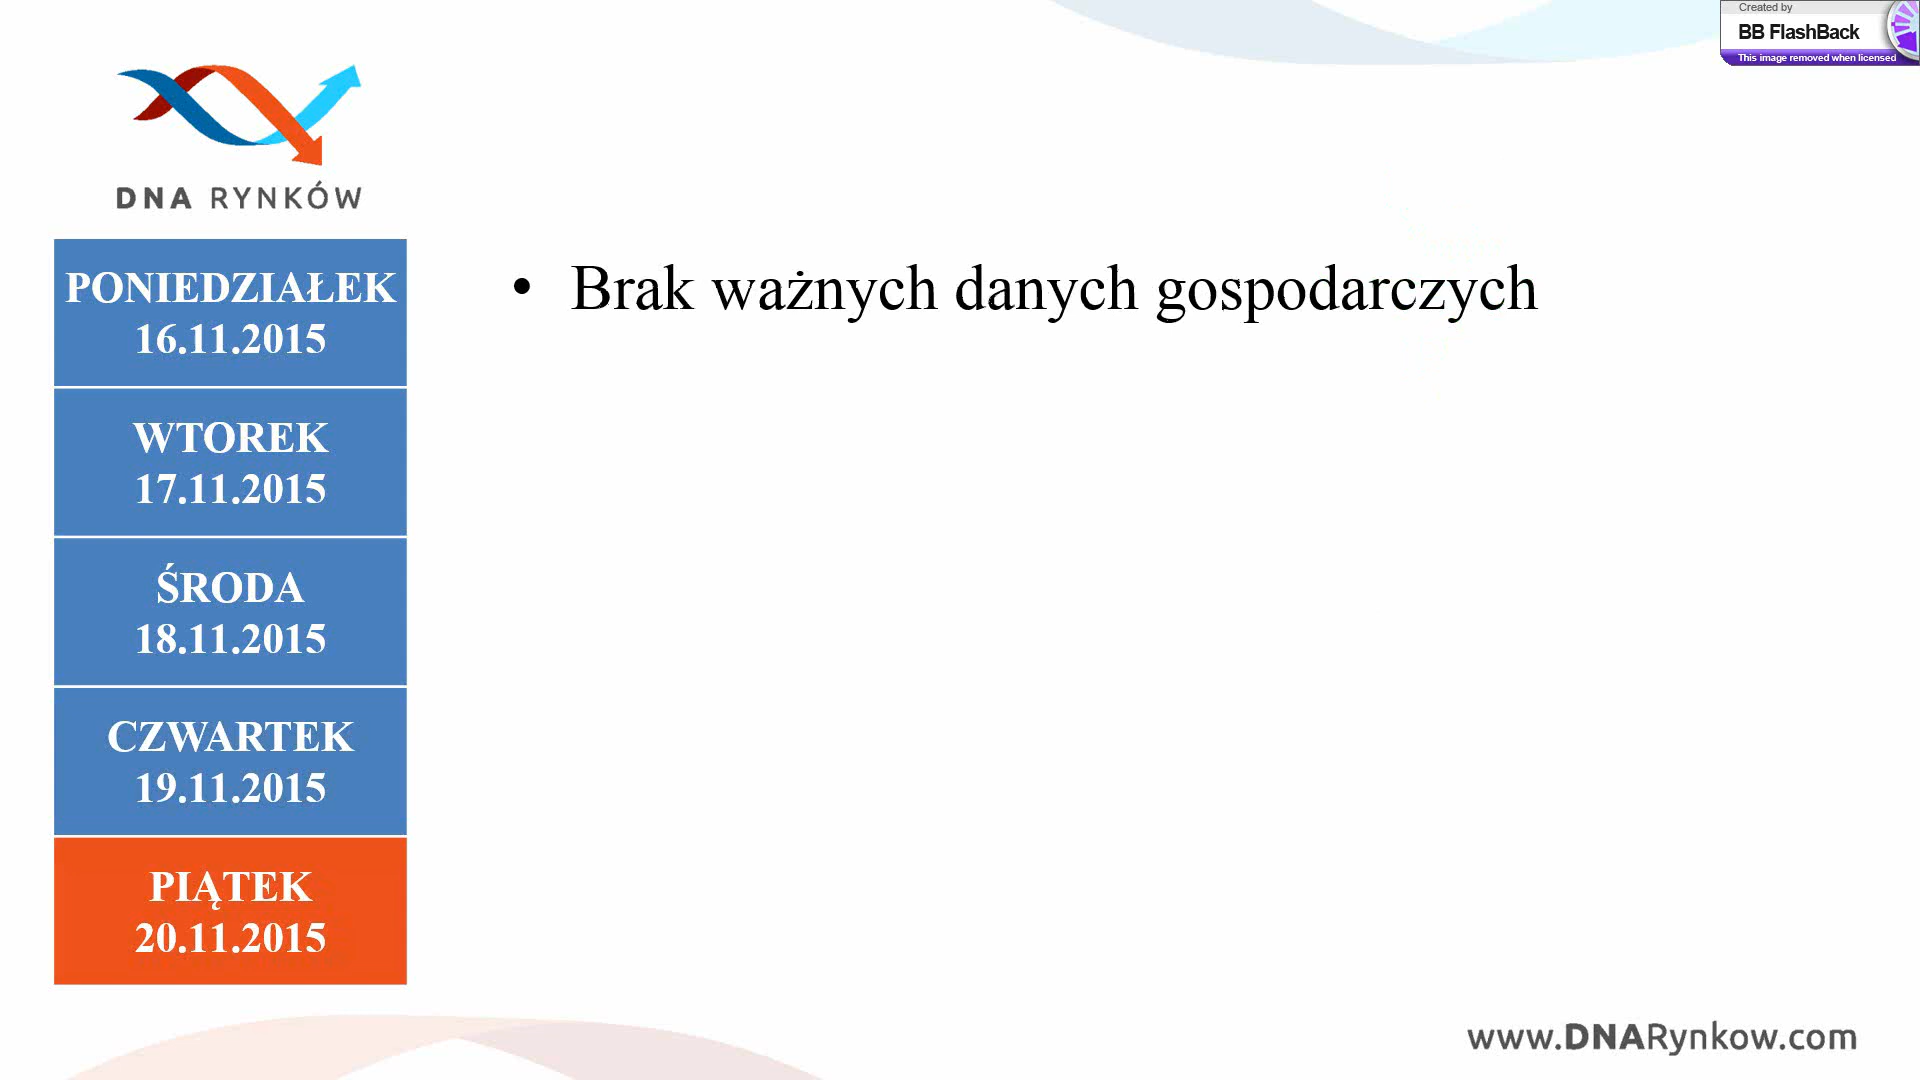 Created by
BB FlashBack
This image removed when licensed
DNA RYNKÓW
PONIEDZIAŁEK
16.11.2015
• Brak ważnych danych gospodarczych
WTOREK
17.11.2015
ŚRODA
18.11.2015
CZWARTEK
19.11.2015
PIĄTEK
20.11.2015
www.DNARynkow.com